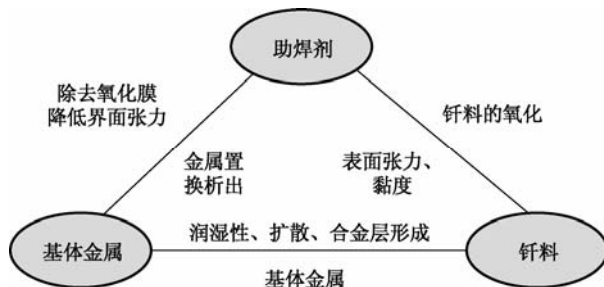 助焊剂
除去氧化膜
降低界面张力
钎料的氧化
金属置
换析出
表面张力、
黏度
润湿性、扩散、合金层形成
基体金属
钎料
基体金属